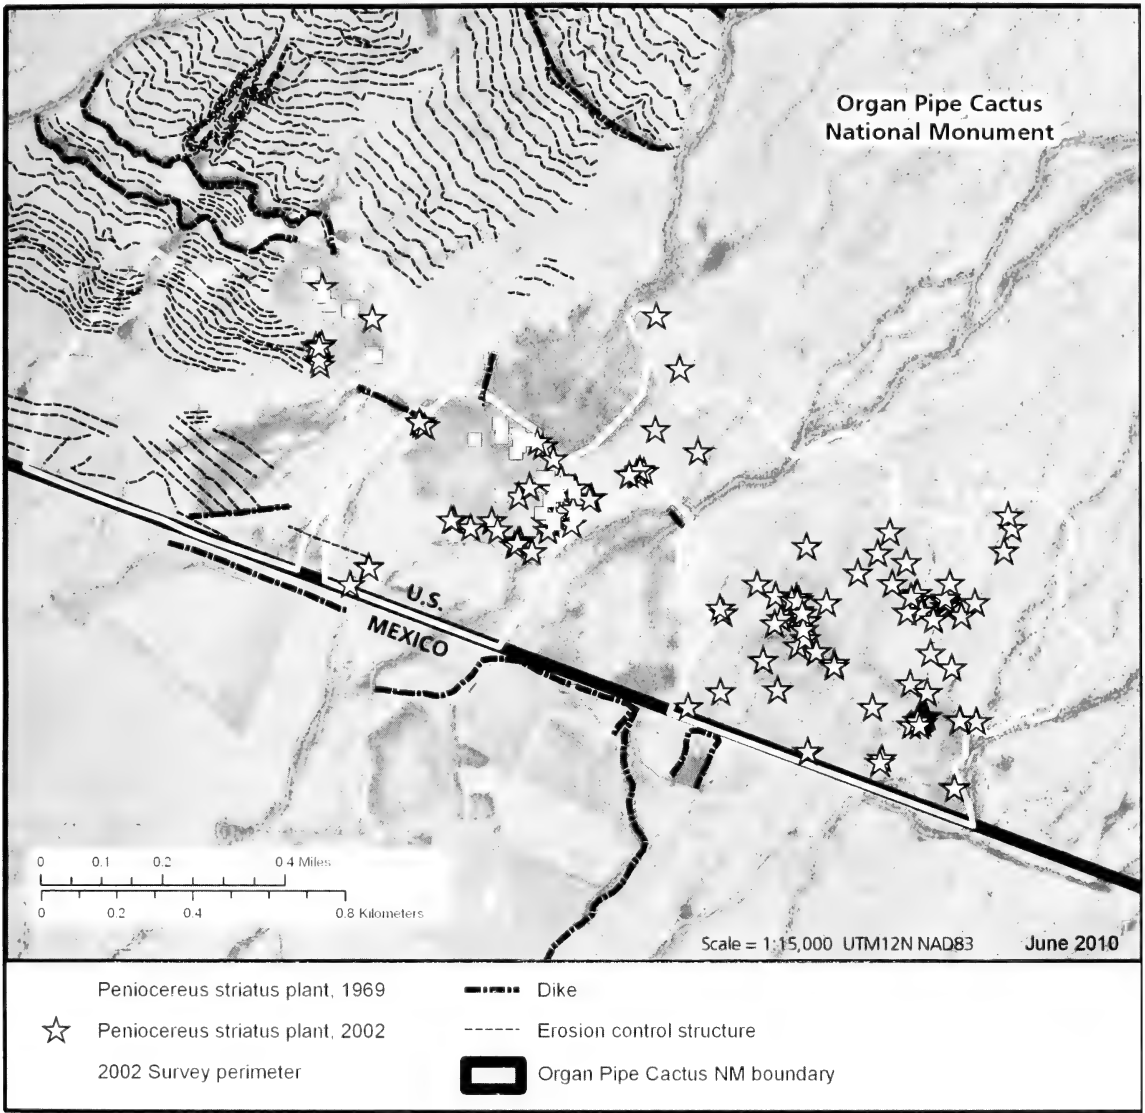 Organ Pipe Cactus
National Monument
U.S.
MEXICO
0 0.1 0.2 0.4 Miles
0 0.2 0.4 0.8 Kilometers
Scale = 1:15,000 UTM12N NAD83 June 2010
Peniocereus striatus plant, 1969
Peniocereus striatus plant, 2002
2002 Survey perimeter
Dike
Erosion control structure
Organ Pipe Cactus NM boundary